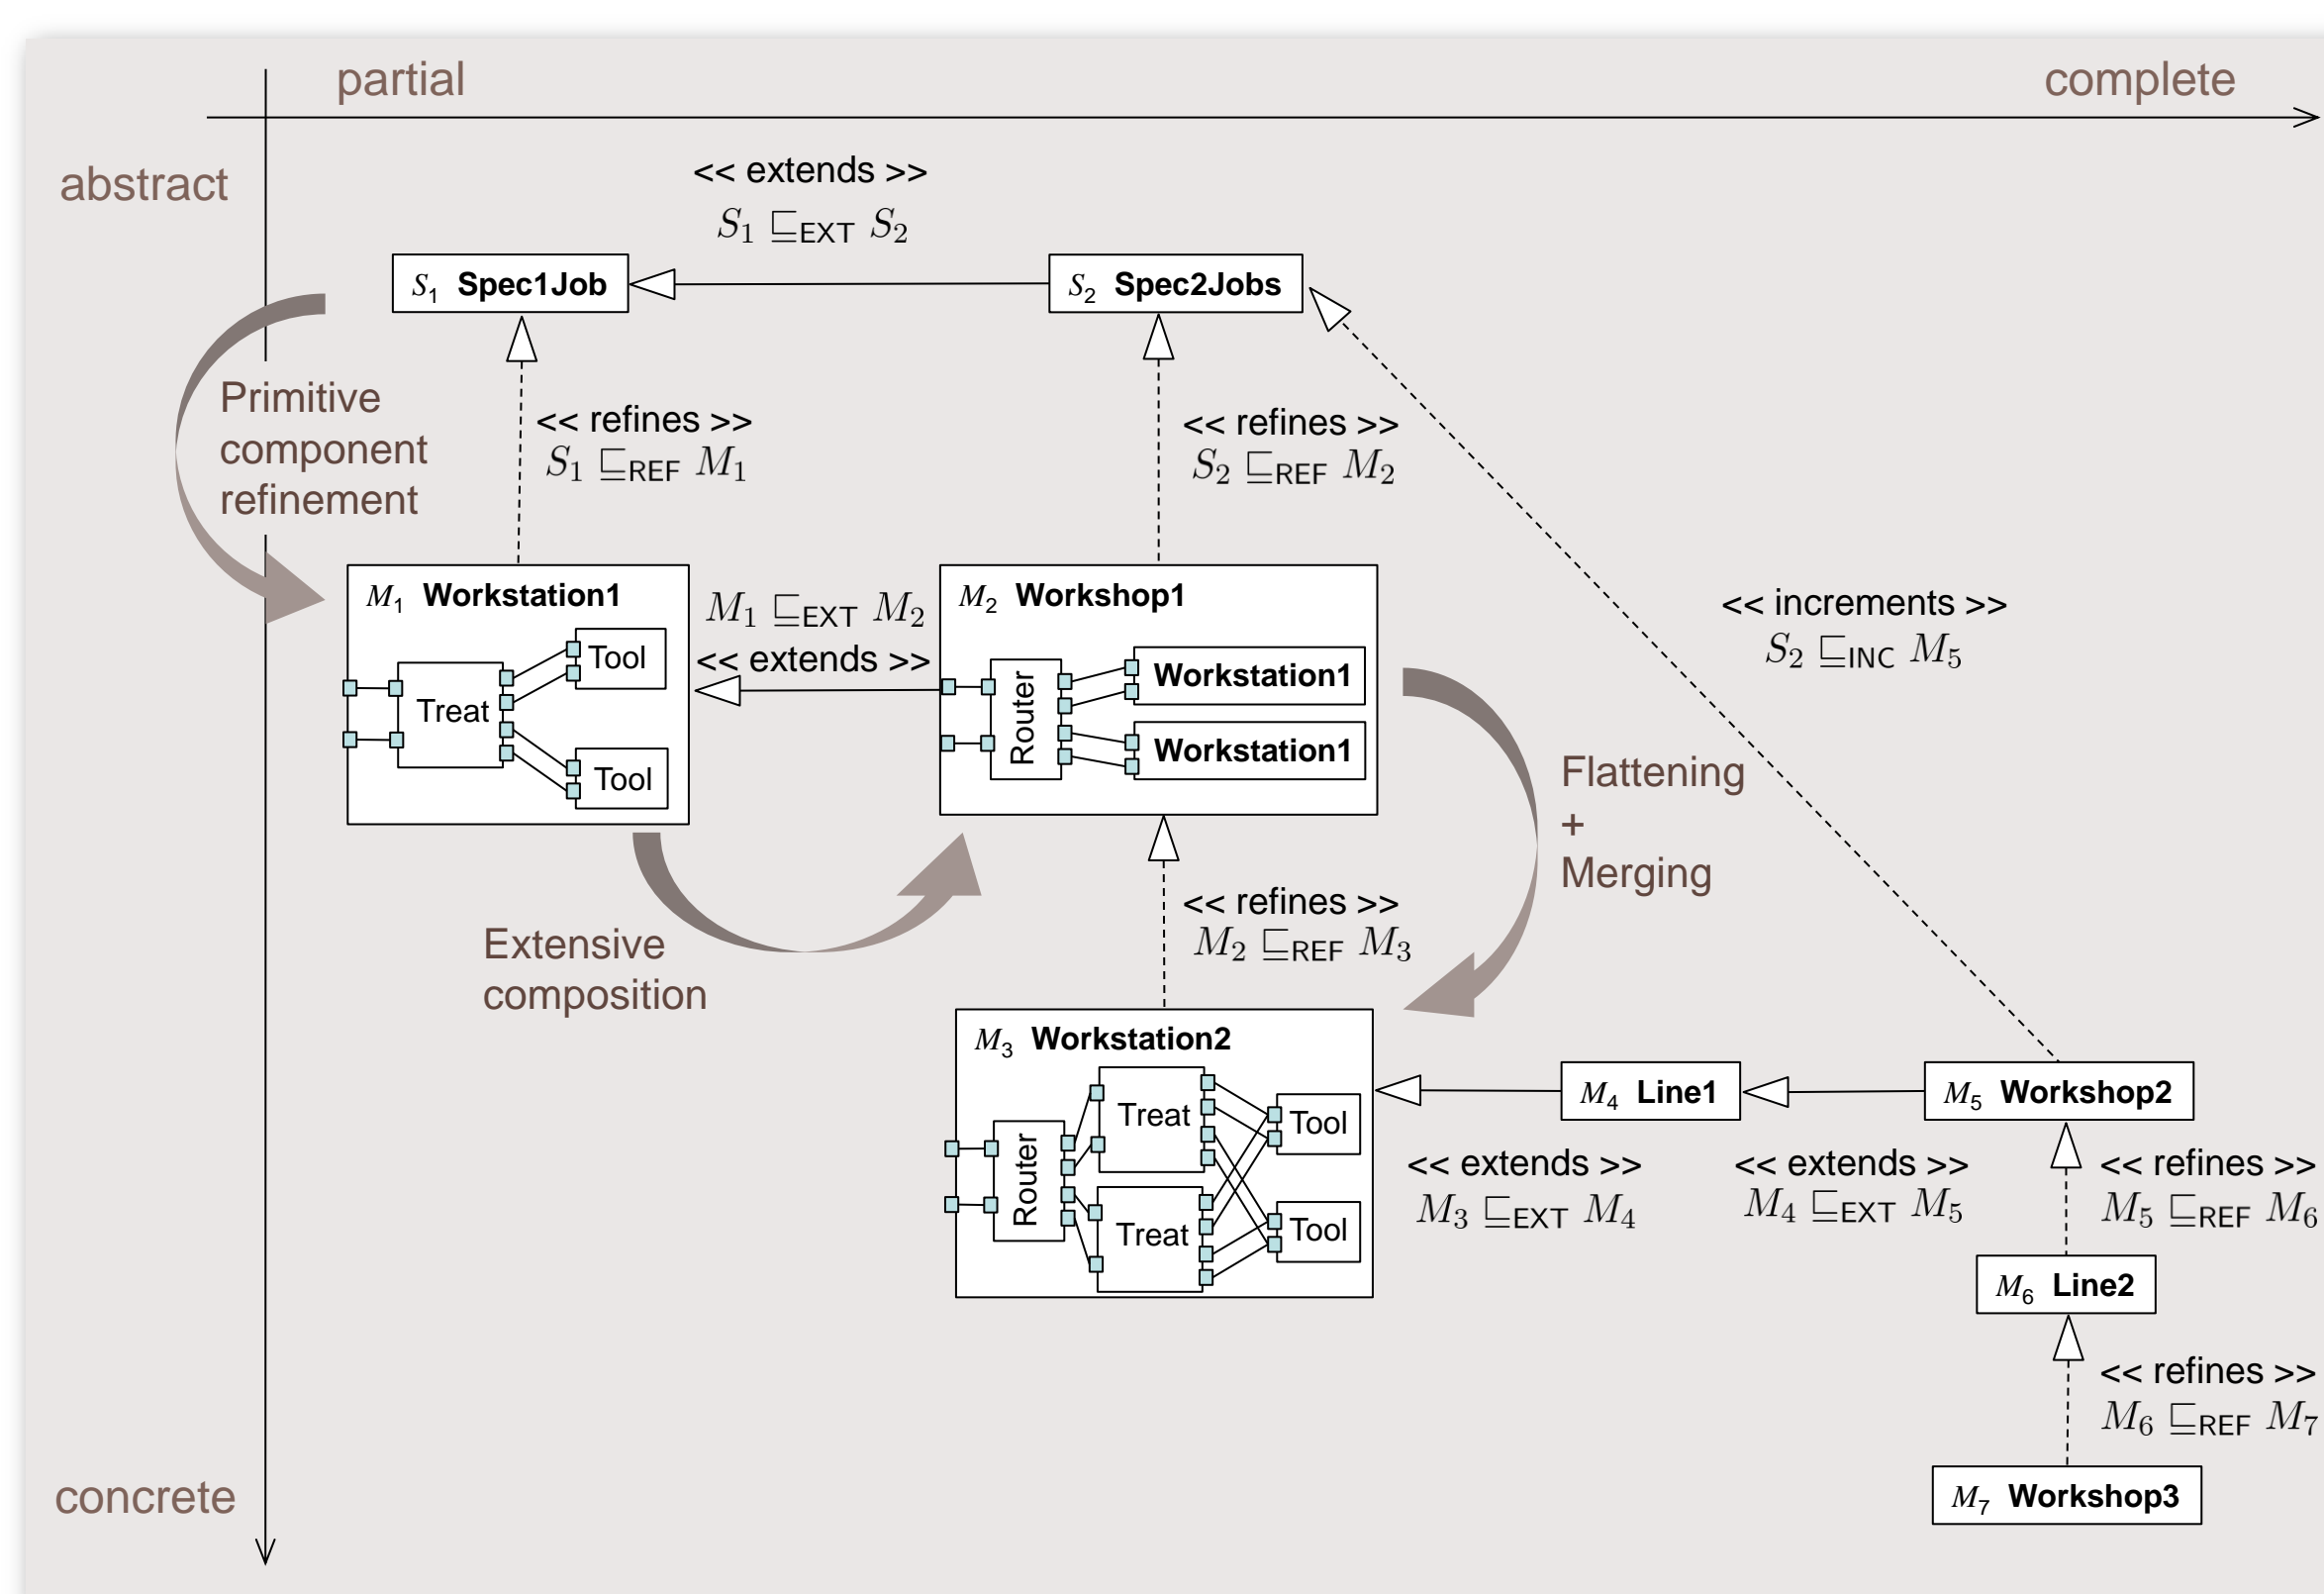 partial
complete
abstract
<< extends >>
S₁ ⊑EXT S₂
S₁ Spec1Job
S₂ Spec2Jobs
Primitive
component
refinement
<< refines >>
S₁ ⊑REF M₁
<< refines >>
S₂ ⊑REF M₂
<< increments >>
S₂ ⊑INC M₅
M₁ Workstation1
Treat
Tool
Tool
M₁ ⊑EXT M₂
<< extends >>
M₂ Workshop1
Router
Workstation1
Workstation1
Flattening
+
Merging
Extensive
composition
<< refines >>
M₂ ⊑REF M₃
M₃ Workstation2
Router
Treat
Treat
Tool
Tool
M₄ Line1
M₅ Workshop2
<< extends >>
M₃ ⊑EXT M₄
<< extends >>
M₄ ⊑EXT M₅
<< refines >>
M₅ ⊑REF M₆
M₆ Line2
<< refines >>
M₆ ⊑REF M₇
concrete
M₇ Workshop3